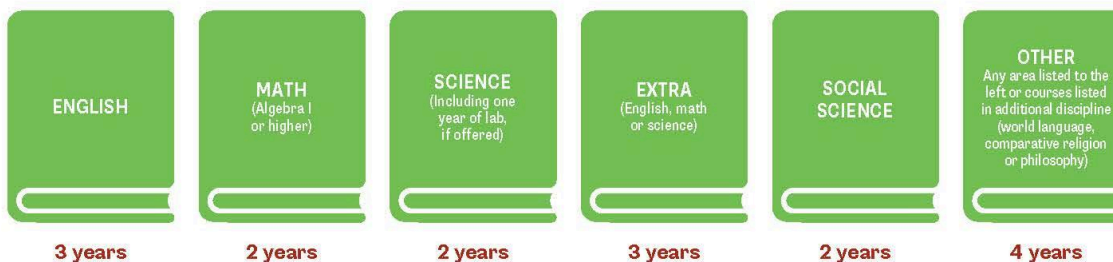 ENGLISH
MATH
(Algebra I
or higher)
SCIENCE
(Including one
year of lab,
if offered)
EXTRA
(English, math
or science)
SOCIAL
SCIENCE
OTHER
Any area listed to the
left or courses listed
in additional discipline
(world language,
comparative religion
or philosophy)
3 years
2 years
2 years
3 years
2 years
4 years